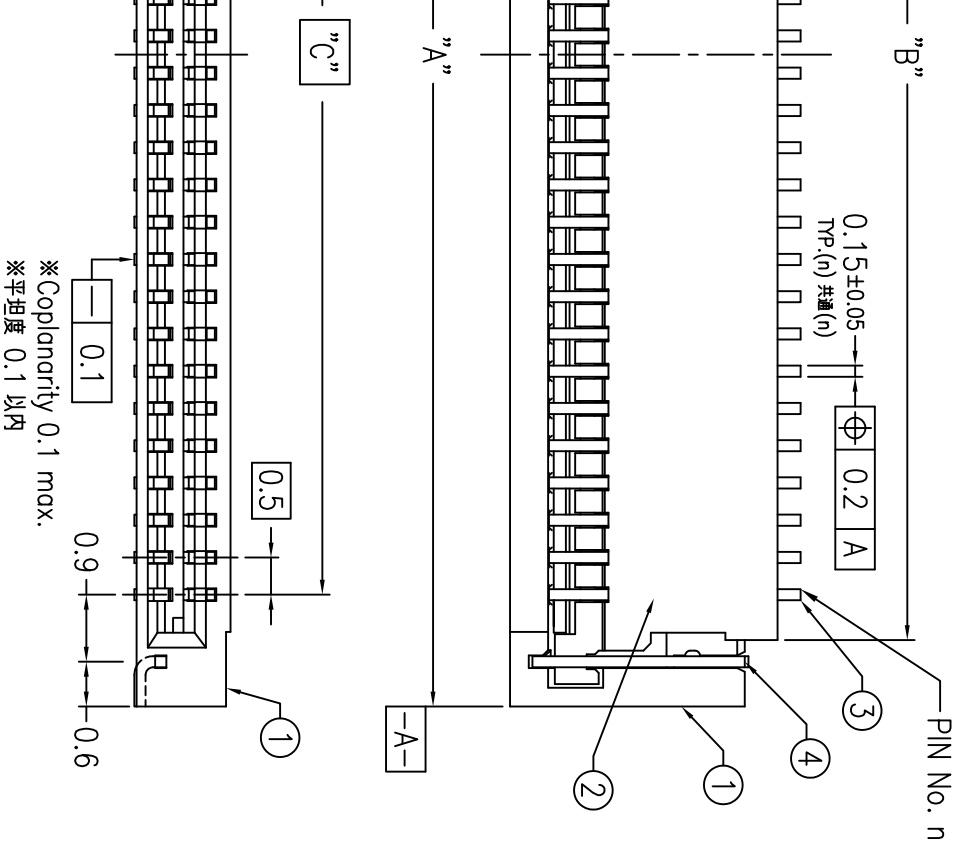 "B"
"A"
"C"
0.15±0.05
TYP.(n) 共通(n)
⌖ 0.2 A
PIN No. n
③
④
①
②
-A-
0.5
①
0.9
0.6
— 0.1
※Coplanarity 0.1 max.
※平坦度 0.1 以内